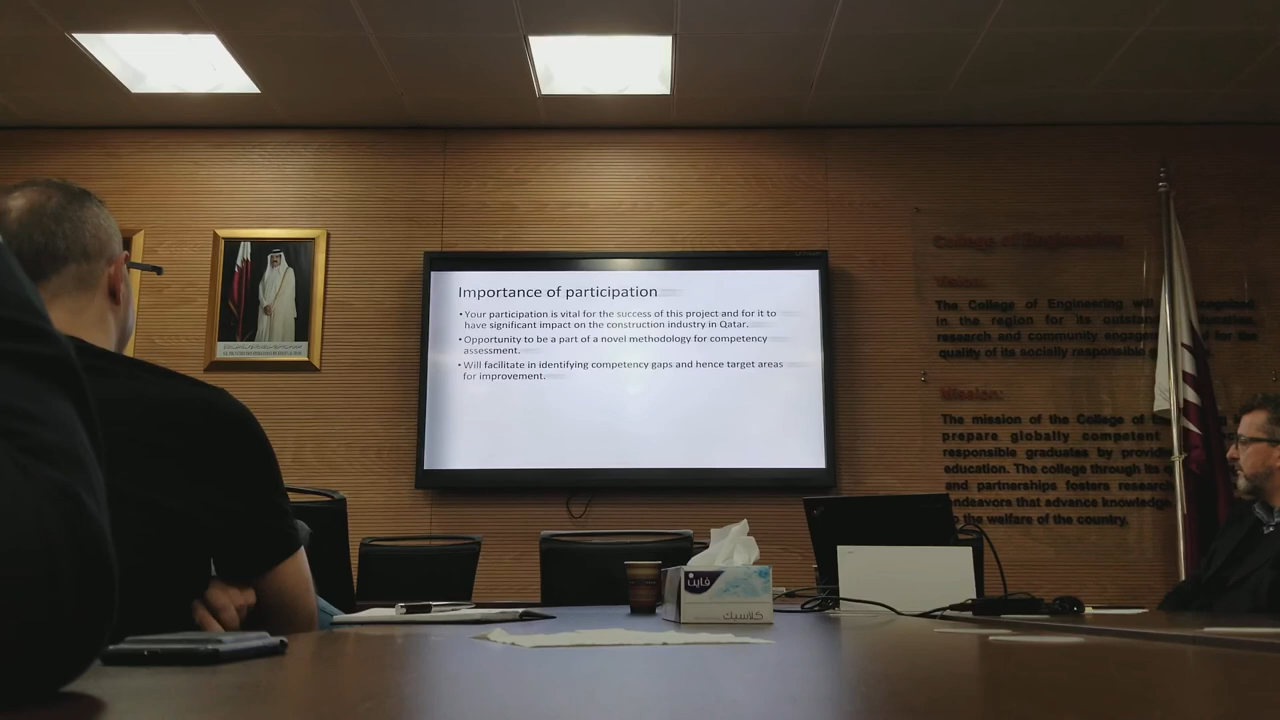 Importance of participation
• Your participation is vital for the success of this project and for it to
have significant impact on the construction industry in Qatar.
• Opportunity to be a part of a novel methodology for competency
assessment.
• Will facilitate in identifying competency gaps and hence target areas
for improvement.
College of Engineering
Vision:
The College of Engineering will
in the region for its
research and community for the
quality of its socially responsible
Mission:
The mission of the College of
prepare globally competent
responsible graduates by
education. The college through its
and partnerships fosters research
endeavors that advance knowledge
to the welfare of the country.
فاين
كلاسيك